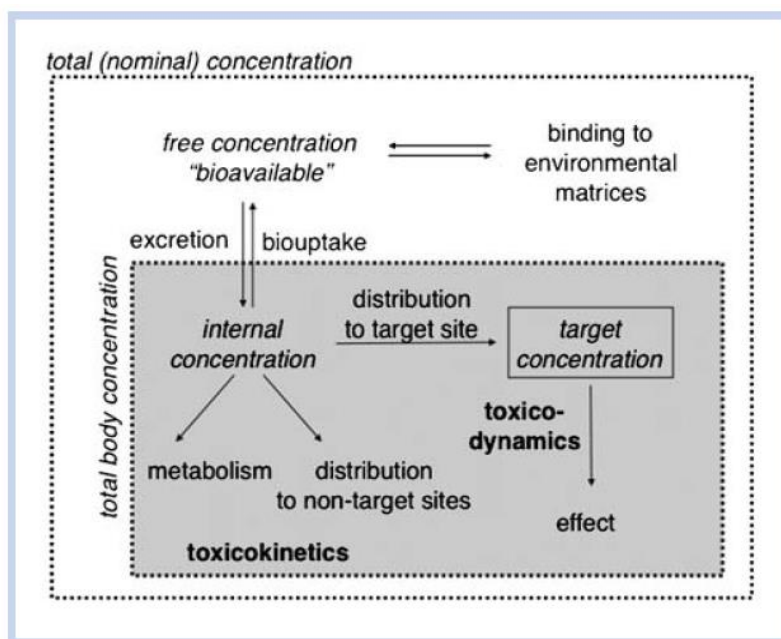 total (nominal) concentration
free concentration
"bioavailable"
binding to
environmental
matrices
excretion
biouptake
total body concentration
internal
concentration
distribution
to target site
target
concentration
toxico-
dynamics
metabolism
distribution
to non-target sites
effect
toxicokinetics